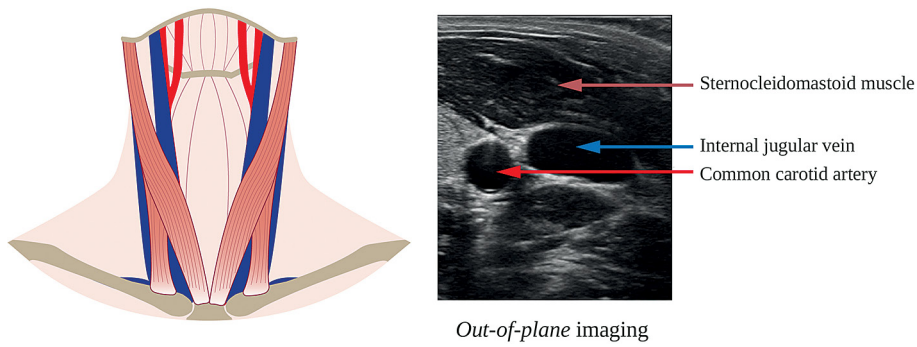 Sternocleidomastoid muscle
Internal jugular vein
Common carotid artery
Out-of-plane imaging